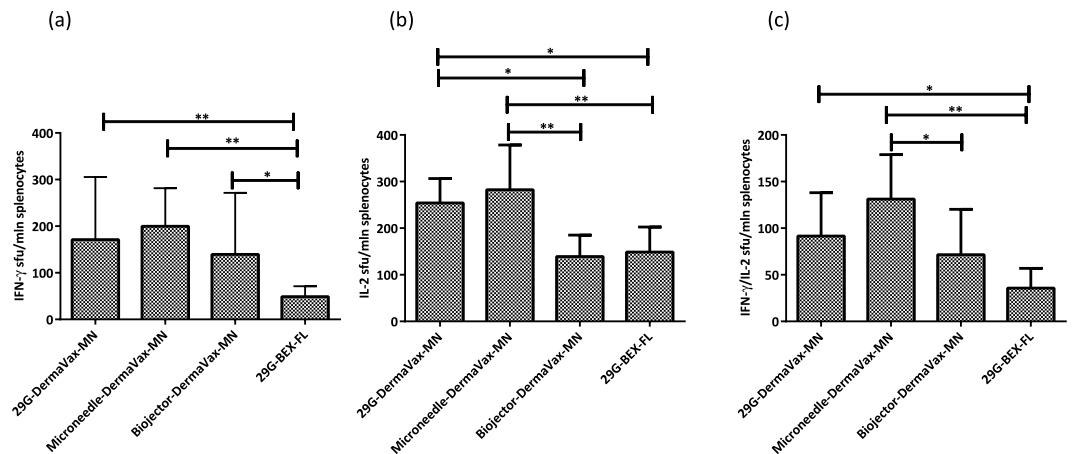 (a)
(b)
(c)
IFN-γ sfu/mln splenocytes
400
300
200
100
0
**
**
*
29G-DermaVax-MN
Microneedle-DermaVax-MN
Biojector-DermaVax-MN
29G-BEX-FL
IL-2 sfu/mln splenocytes
400
300
200
100
0
*
*
**
**
29G-DermaVax-MN
Microneedle-DermaVax-MN
Biojector-DermaVax-MN
29G-BEX-FL
IFN-γ/IL-2 sfu/mln splenocytes
200
150
100
50
0
*
**
*
29G-DermaVax-MN
Microneedle-DermaVax-MN
Biojector-DermaVax-MN
29G-BEX-FL